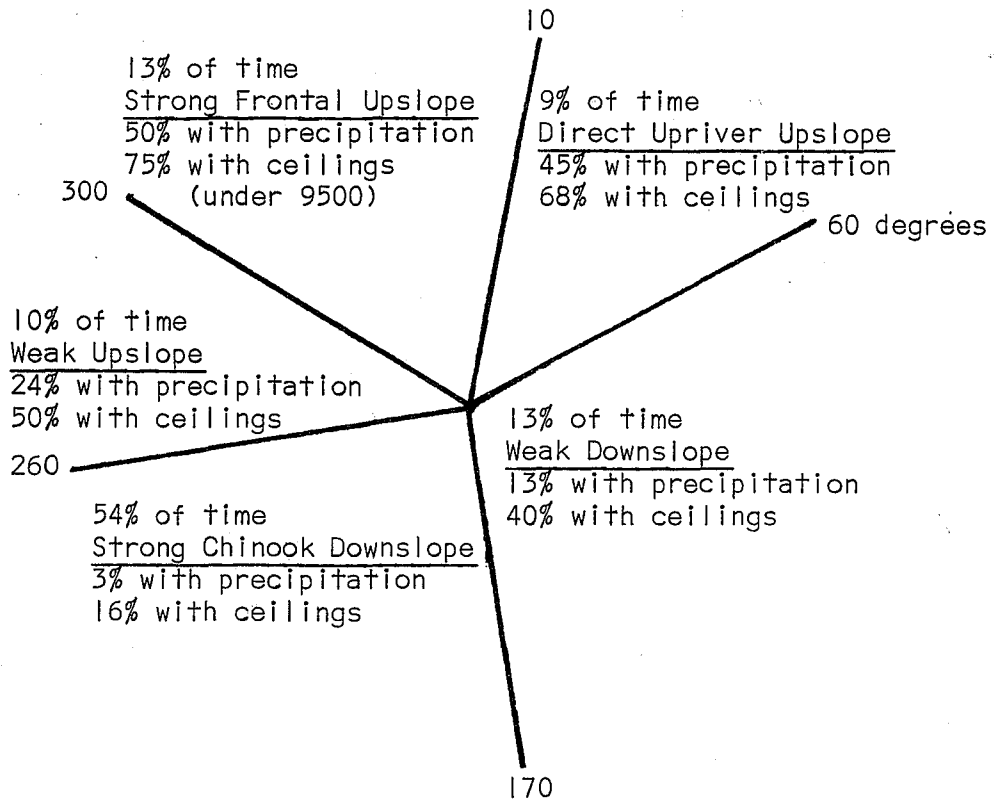 10
13% of time
Strong Frontal Upslope
50% with precipitation
75% with ceilings
(under 9500)
9% of time
Direct Upriver Upslope
45% with precipitation
68% with ceilings
300
60 degrees
10% of time
Weak Upslope
24% with precipitation
50% with ceilings
260
13% of time
Weak Downslope
13% with precipitation
40% with ceilings
54% of time
Strong Chinook Downslope
3% with precipitation
16% with ceilings
170